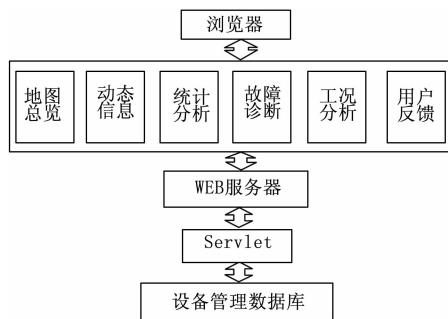 浏览器
地图
总览
动态
信息
统计
分析
故障
诊断
工况
分析
用户
反馈
WEB服务器
Servlet
设备管理数据库